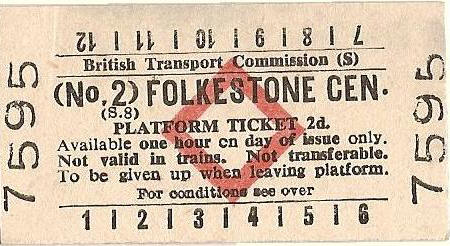 7 | 8 | 9 | 10 | 11 | 12
British Transport Commission (S)
(No. 2) FOLKESTONE CEN.
(S.8)
PLATFORM TICKET 2d.
Available one hour on day of issue only.
Not valid in trains. Not transferable.
To be given up when leaving platform.
For conditions see over
1 | 2 | 3 | 4 | 5 | 6
7595
7595